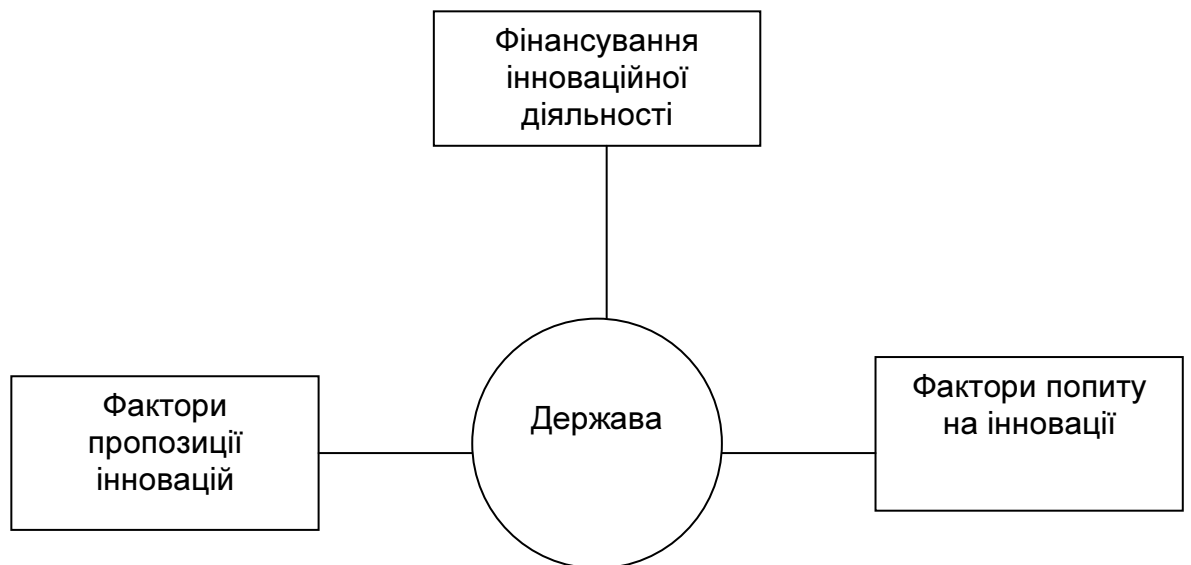 Фінансування
інноваційної
діяльності
Фактори
пропозиції
інновацій
Держава
Фактори попиту
на інновації